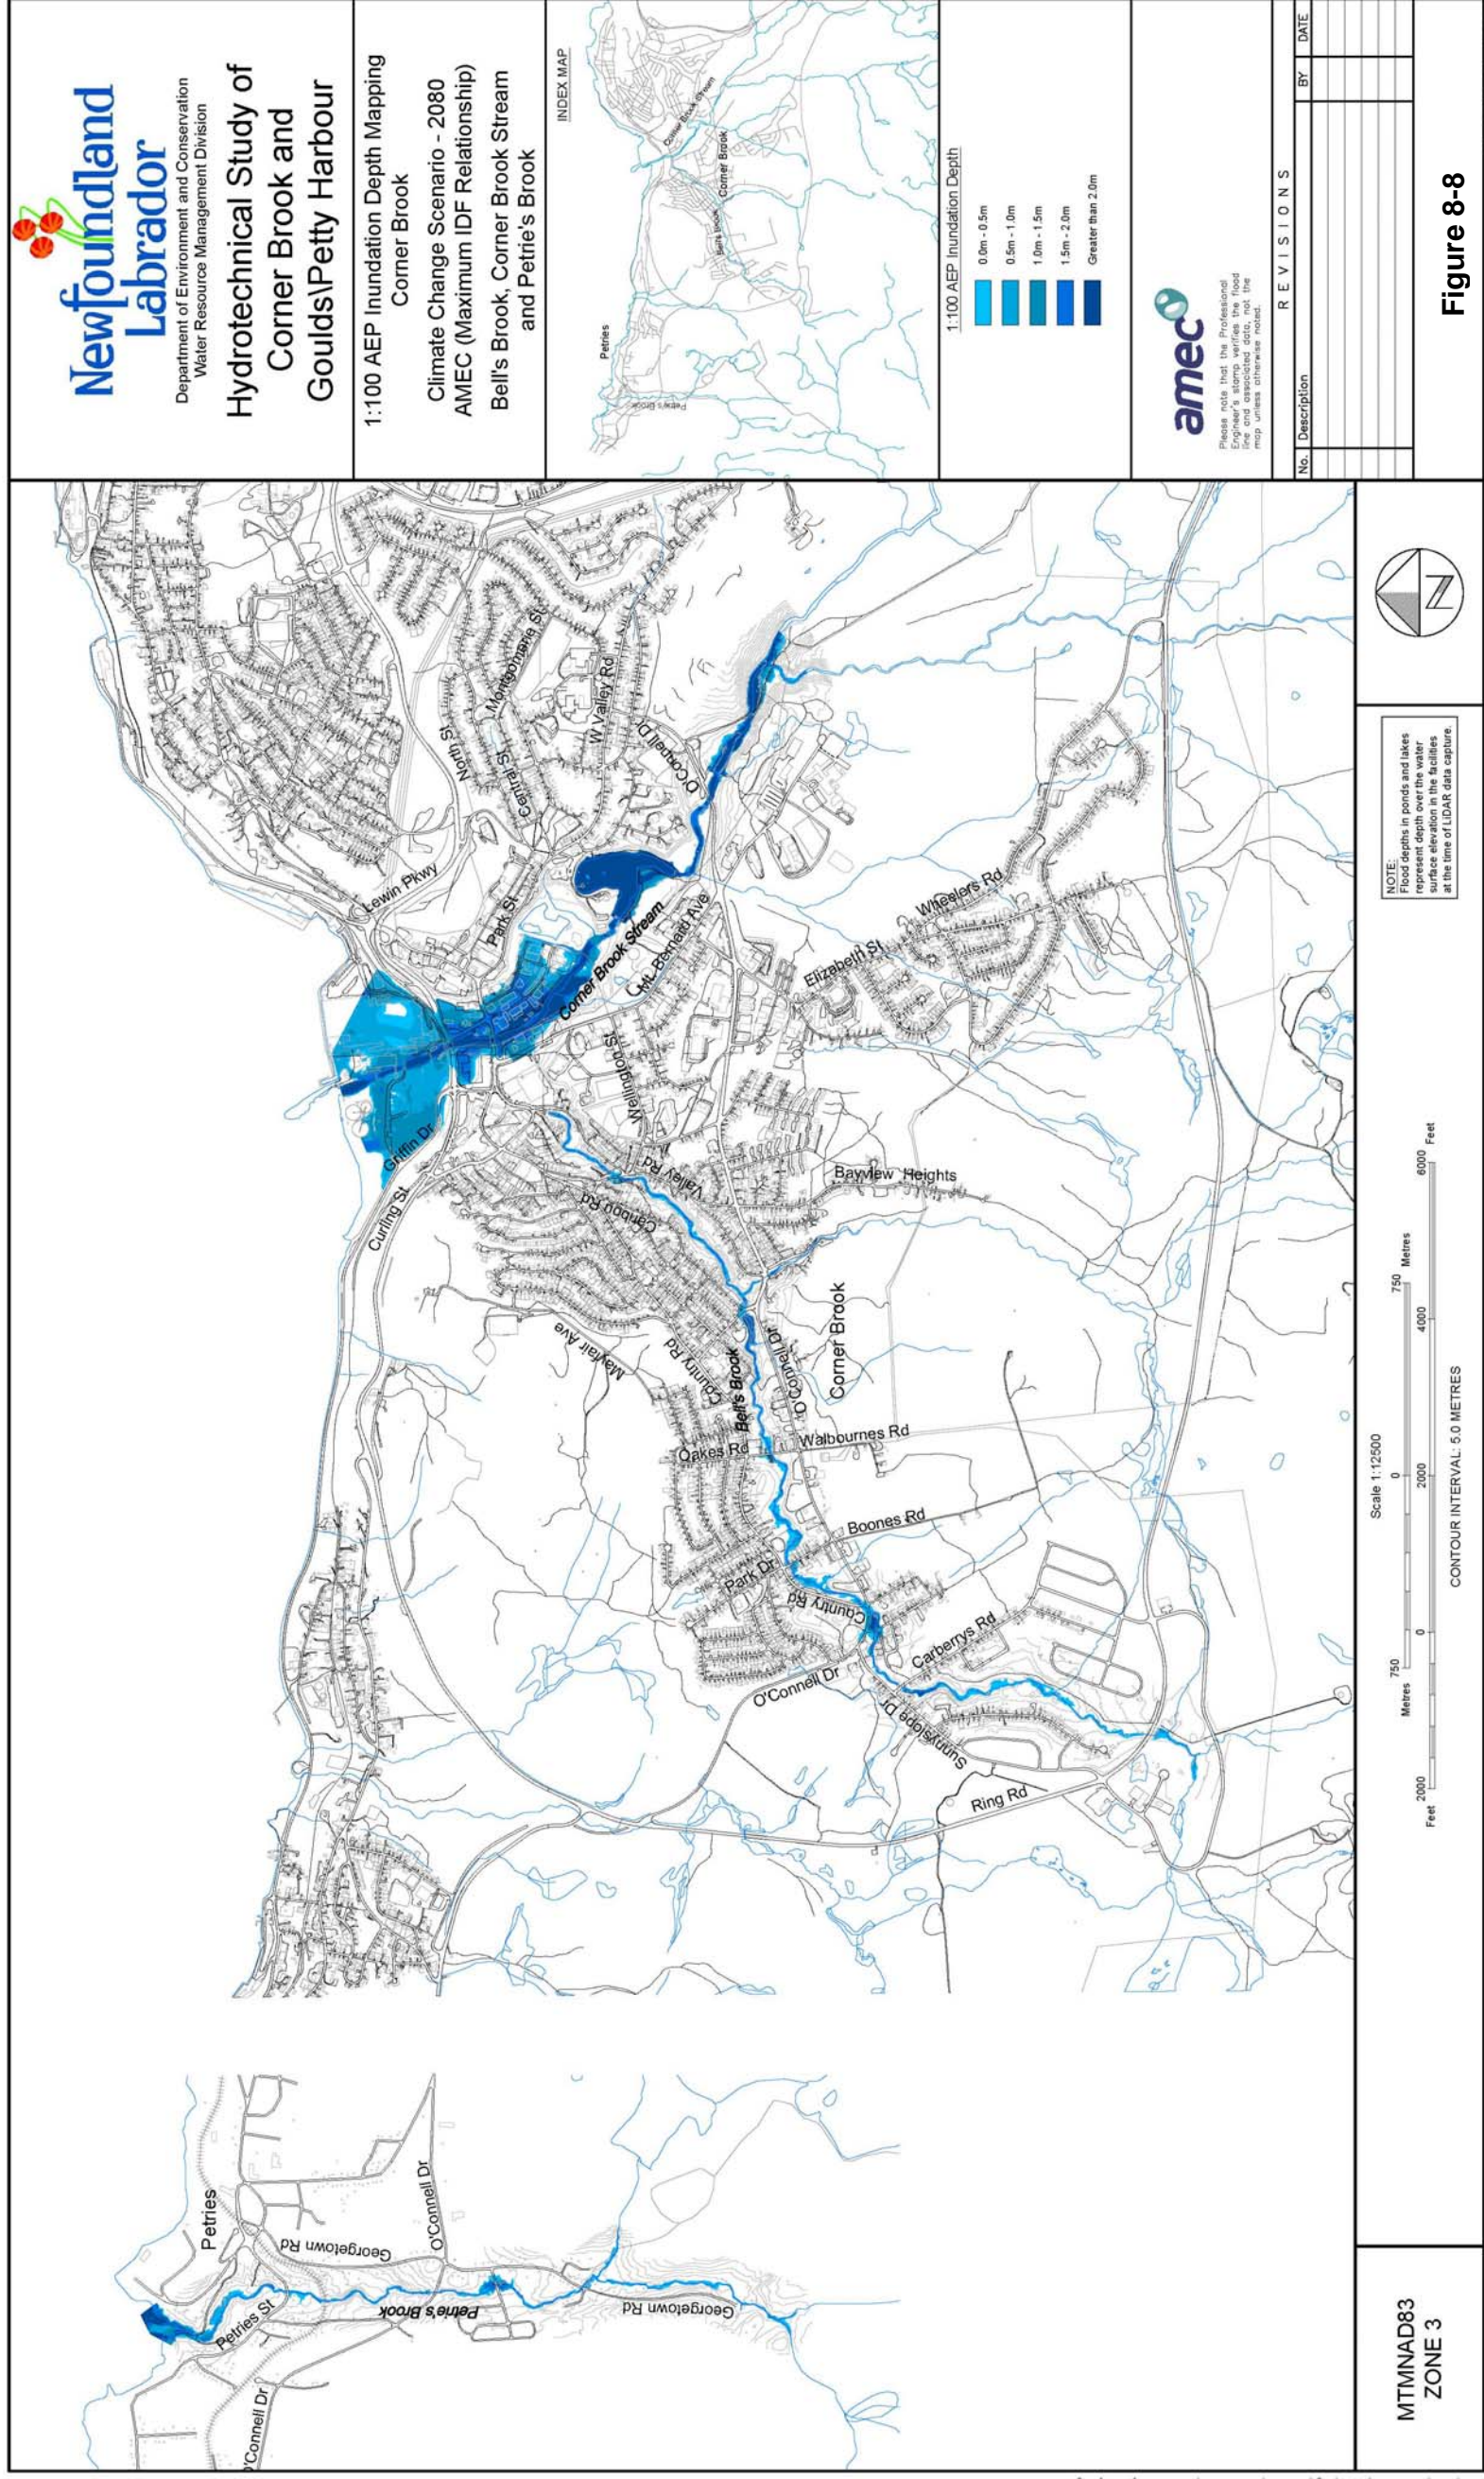 Newfoundland
Labrador
Department of Environment and Conservation
Water Resource Management Division
Hydrotechnical Study of
Corner Brook and
Goulds\Petty Harbour
1:100 AEP Inundation Depth Mapping
Corner Brook
Climate Change Scenario - 2080
AMEC (Maximum IDF Relationship)
Bell's Brook, Corner Brook Stream
and Petrie's Brook
INDEX MAP
Petries
Petrie's Brook
Bell's Brook
Corner Brook
Corner Brook Stream
1:100 AEP Inundation Depth
0.0m - 0.5m
0.5m - 1.0m
1.0m - 1.5m
1.5m - 2.0m
Greater than 2.0m
amec
Please note that the Professional
Engineer's stamp verifies the flood
line and associated data, not the
map unless otherwise noted.
REVISIONS
No. Description BY DATE
Figure 8-8
Petries
Georgetown Rd
O'Connell Dr
Petries St
Petrie's Brook
O'Connell Dr
Georgetown Rd
Lewin Pkwy
North St
Montgomerie St
Central St
W Valley Rd
O'Connell Dr
Park St
Corner Brook Stream
Mt. Bernard Ave
Wellington St
Griffin Dr
Curling St
Valley Rd
Caribou Rd
Elizabeth St
Wheelers Rd
Bayview Heights
Mayfair Ave
Country Rd
Bell's Brook
O'Connell Dr
Corner Brook
Oakes Rd
Walbournes Rd
Boones Rd
Park Dr
Country Rd
Carberrys Rd
O'Connell Dr
Sunnyslope Dr
Ring Rd
MTMNAD83
ZONE 3
Scale 1:12500
Metres 750 0 750 Metres
Feet 2000 0 2000 4000 6000 Feet
CONTOUR INTERVAL: 5.0 METRES
NOTE:
Flood depths in ponds and lakes
represent depth over the water
surface elevation in the facilities
at the time of LiDAR data capture.
N